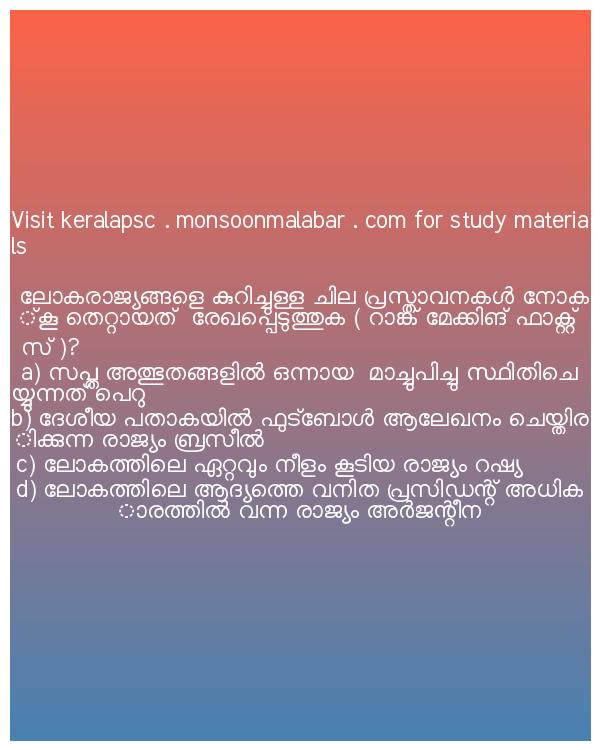 Visit keralapsc . monsoonmalabar . com for study materia
ls
ലോകരാജ്യങ്ങളെ കുറിച്ചുള്ള ചില പ്രസ്താവനകൾ നോക
്കൂ തെറ്റായത് രേഖപ്പെടുത്തുക ( റാങ്ക് മേക്കിങ് ഫാക്റ്റ്
സ് )?
a) സപ്ത അത്ഭുതങ്ങളിൽ ഒന്നായ മാച്ചുപിച്ചു സ്ഥിതിചെ
യ്യുന്നത് പെറു
b) ദേശീയ പതാകയിൽ ഫുട്ബോൾ ആലേഖനം ചെയ്തിര
ിക്കുന്ന രാജ്യം ബ്രസീൽ
c) ലോകത്തിലെ ഏറ്റവും നീളം കൂടിയ രാജ്യം റഷ്യ
d) ലോകത്തിലെ ആദ്യത്തെ വനിത പ്രസിഡന്റ് അധിക
ാരത്തിൽ വന്ന രാജ്യം അർജന്റീന